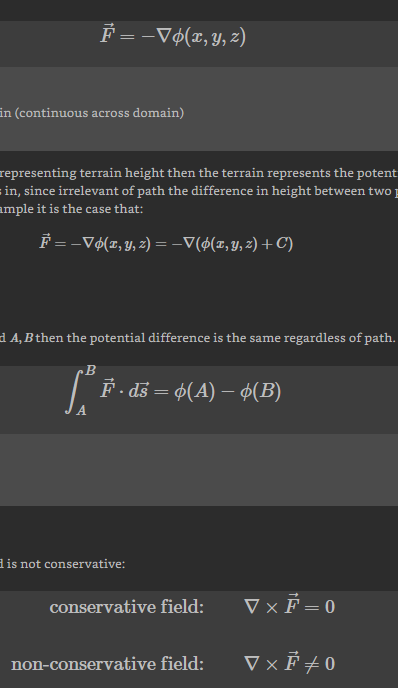 \vec{F} = -\nabla\phi(x, y, z)
in (continuous across domain)
representing terrain height then the terrain represents the potent
s in, since irrelevant of path the difference in height between two p
ample it is the case that:
\vec{F} = -\nabla\phi(x, y, z) = -\nabla(\phi(x, y, z) + C)
d A, B then the potential difference is the same regardless of path.
\int_A^B \vec{F} \cdot d\vec{s} = \phi(A) - \phi(B)
d is not conservative:
conservative field: \nabla \times \vec{F} = 0
non-conservative field: \nabla \times \vec{F} \neq 0